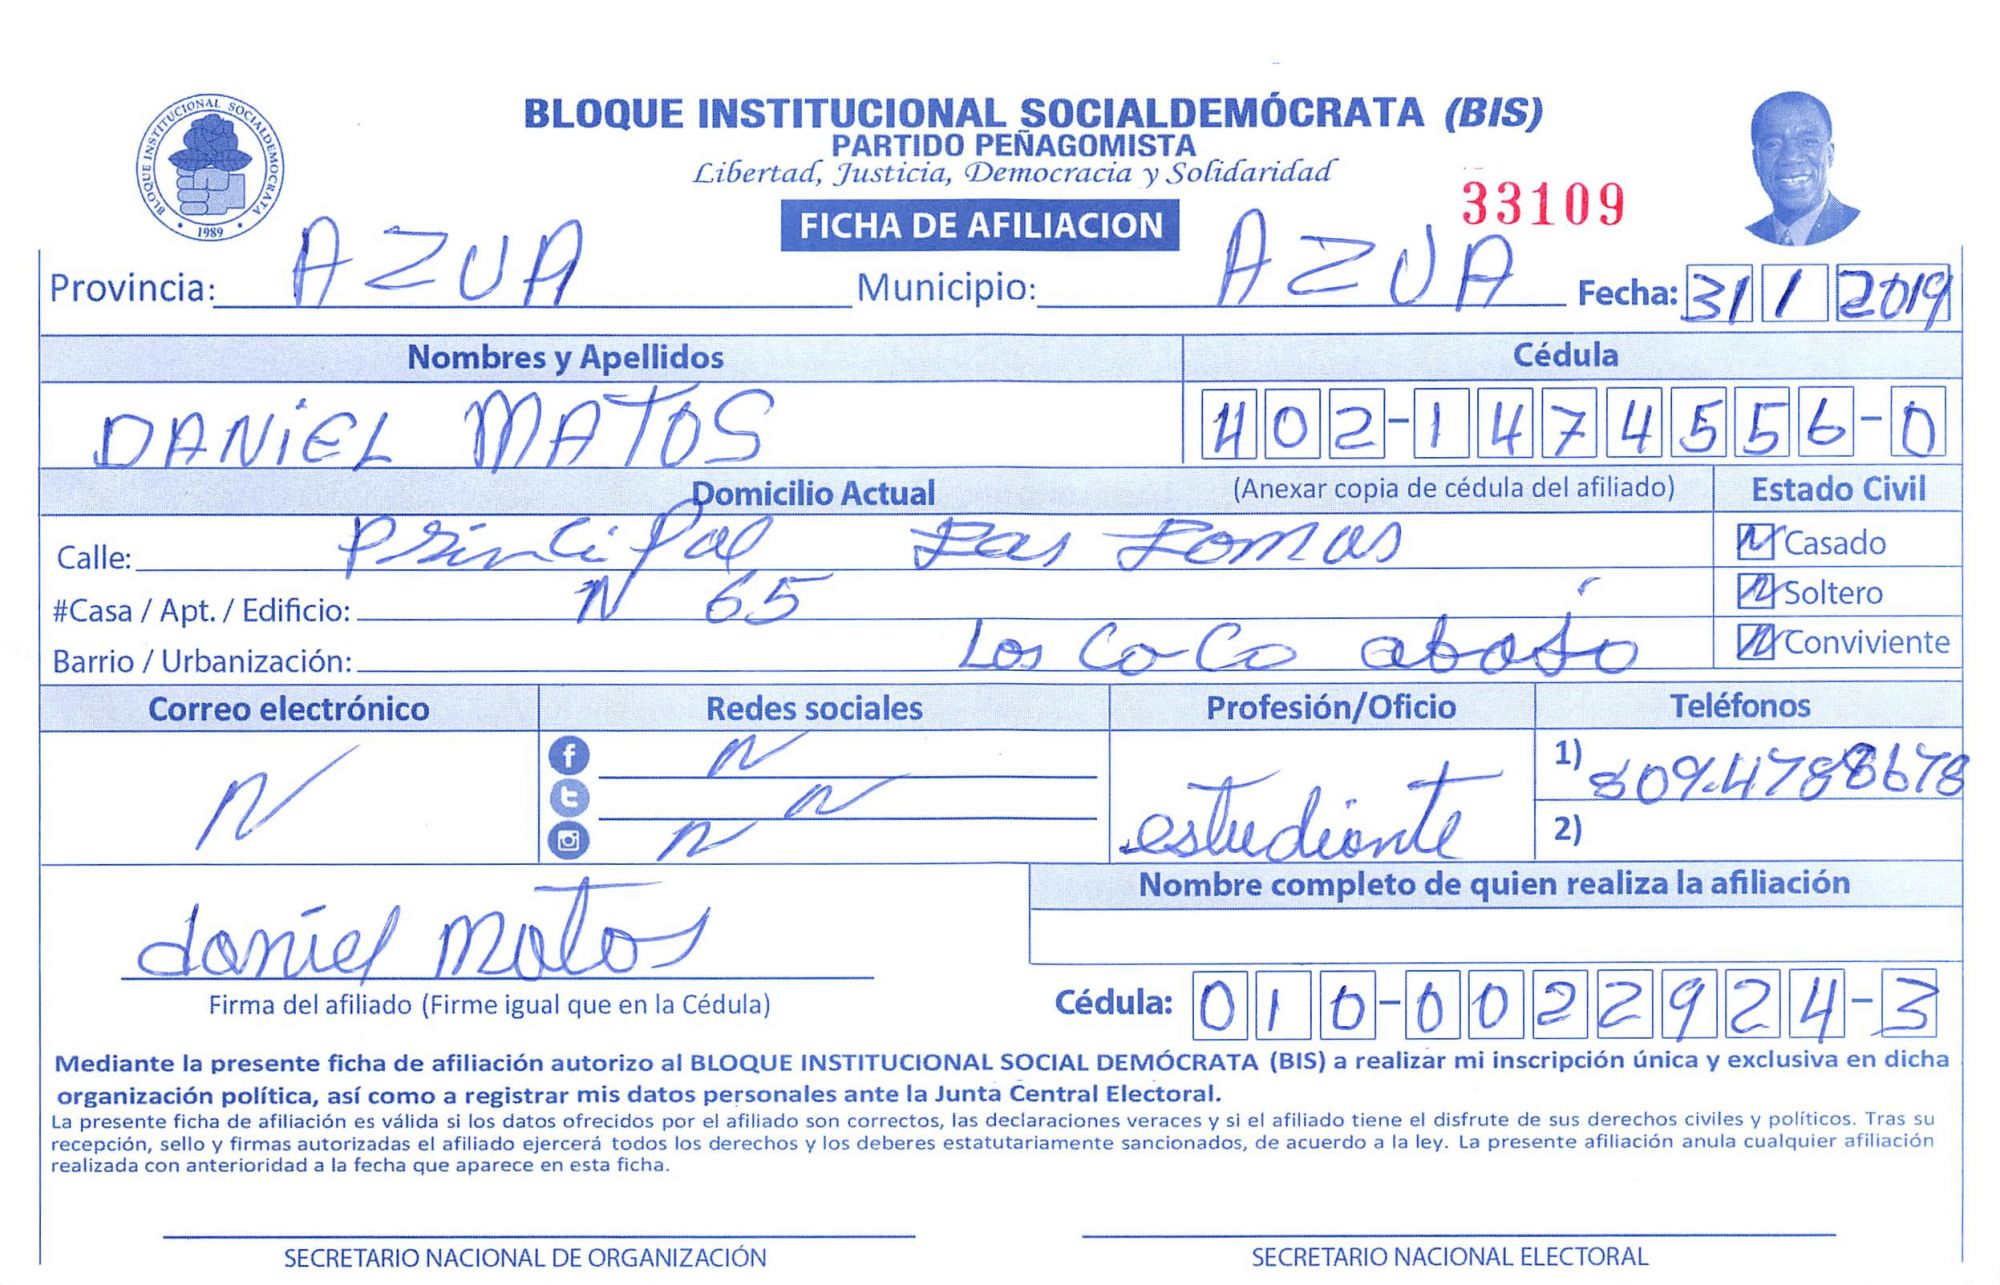 BLOQUE INSTITUCIONAL SOCIALDEMOCRATA
1989
BLOQUE INSTITUCIONAL SOCIALDEMÓCRATA (BIS)
PARTIDO PEÑAGOMISTA
Libertad, Justicia, Democracia y Solidaridad
33109
FICHA DE AFILIACION
Provincia: AZUA Municipio: AZUA Fecha: 31 1 2019
Nombres y Apellidos Cédula
DANiEL MATOS 402-1474556-0
Domicilio Actual (Anexar copia de cédula del afiliado) Estado Civil
Calle: Principal Las Lomas N Casado
#Casa / Apt. / Edificio: N 65 N Soltero
Barrio / Urbanización: Los CoCo abajo N Conviviente
Correo electrónico Redes sociales Profesión/Oficio Teléfonos
N N estudiante 1) 809.4788678
N
N 2)
Nombre completo de quien realiza la afiliación
daniel matos
Firma del afiliado (Firme igual que en la Cédula) Cédula: 010-0022924-3
Mediante la presente ficha de afiliación autorizo al BLOQUE INSTITUCIONAL SOCIAL DEMÓCRATA (BIS) a realizar mi inscripción única y exclusiva en dicha
organización política, así como a registrar mis datos personales ante la Junta Central Electoral.
La presente ficha de afiliación es válida si los datos ofrecidos por el afiliado son correctos, las declaraciones veraces y si el afiliado tiene el disfrute de sus derechos civiles y políticos. Tras su
recepción, sello y firmas autorizadas el afiliado ejercerá todos los derechos y los deberes estatutariamente sancionados, de acuerdo a la ley. La presente afiliación anula cualquier afiliación
realizada con anterioridad a la fecha que aparece en esta ficha.
SECRETARIO NACIONAL DE ORGANIZACIÓN SECRETARIO NACIONAL ELECTORAL